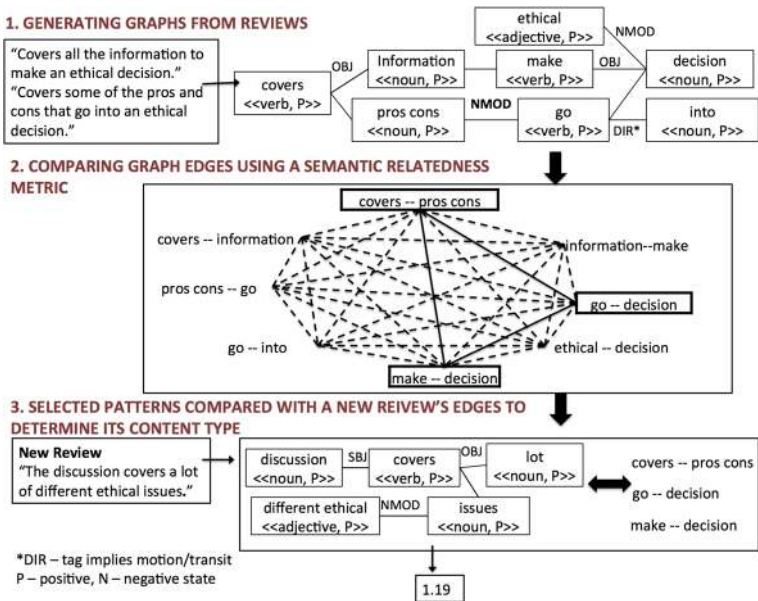 1. GENERATING GRAPHS FROM REVIEWS
"Covers all the information to
make an ethical decision."
"Covers some of the pros and
cons that go into an ethical
decision."
covers
<<verb, P>>
OBJ
Information
<<noun, P>>
make
<<verb, P>>
OBJ
ethical
<<adjective, P>>
NMOD
decision
<<noun, P>>
pros cons
<<noun, P>>
NMOD
go
<<verb, P>>
DIR*
into
<<noun, P>>
2. COMPARING GRAPH EDGES USING A SEMANTIC RELATEDNESS
METRIC
covers -- pros cons
covers -- information
information--make
pros cons -- go
go -- decision
go -- into
ethical -- decision
make -- decision
3. SELECTED PATTERNS COMPARED WITH A NEW REIVEW'S EDGES TO
DETERMINE ITS CONTENT TYPE
New Review
"The discussion covers a lot
of different ethical issues."
discussion
<<noun, P>>
SBJ
covers
<<verb, P>>
OBJ
lot
<<noun, P>>
different ethical
<<adjective, P>>
NMOD
issues
<<noun, P>>
covers -- pros cons
go -- decision
make -- decision
*DIR – tag implies motion/transit
P – positive, N – negative state
1.19